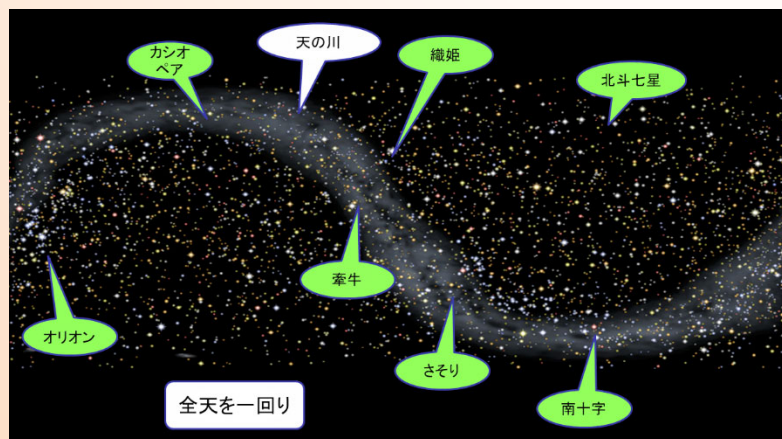 カシオ
ペア
天の川
織姫
北斗七星
牽牛
オリオン
さそり
全天を一回り
南十字